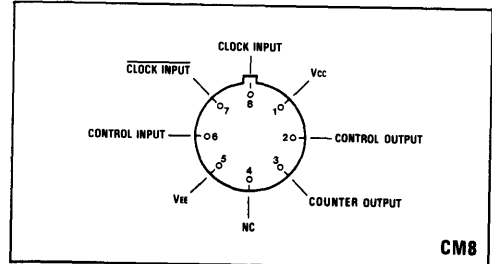 CLOCK INPUT
CLOCK INPUT
VCC
7
8
1
CONTROL INPUT
6
2
CONTROL OUTPUT
5
4
3
VEE
COUNTER OUTPUT
NC
CM8